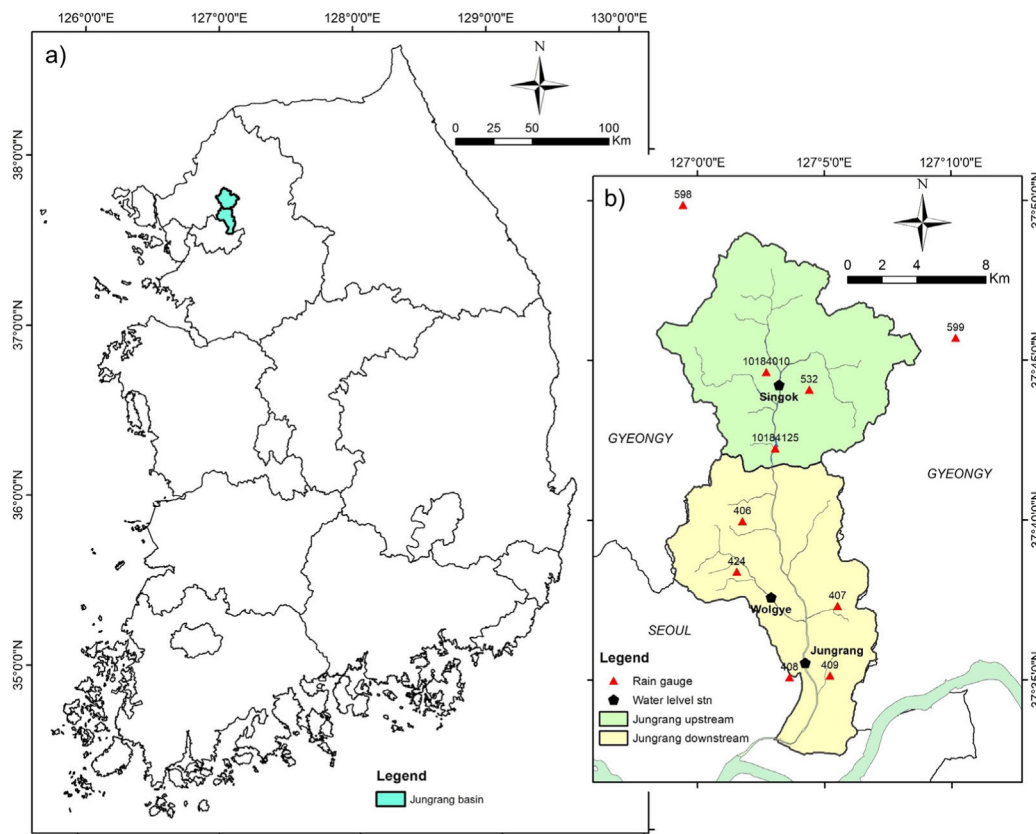 126°0'0"E 127°0'0"E 128°0'0"E 129°0'0"E 130°0'0"E
a)
N
0 25 50 100
Km
38°0'0"N
37°0'0"N
36°0'0"N
35°0'0"N
Legend
Jungrang basin
127°0'0"E 127°5'0"E 127°10'0"E
b)
N
0 2 4 8
Km
598
599
10184010
532
Singok
10184125
GYEONGY
GYEONGY
406
424
407
Wolgye
SEOUL
Jungrang
408
409
37°40'0"N
Legend
Rain gauge
Water lelvel stn
Jungrang upstream
Jungrang downstream